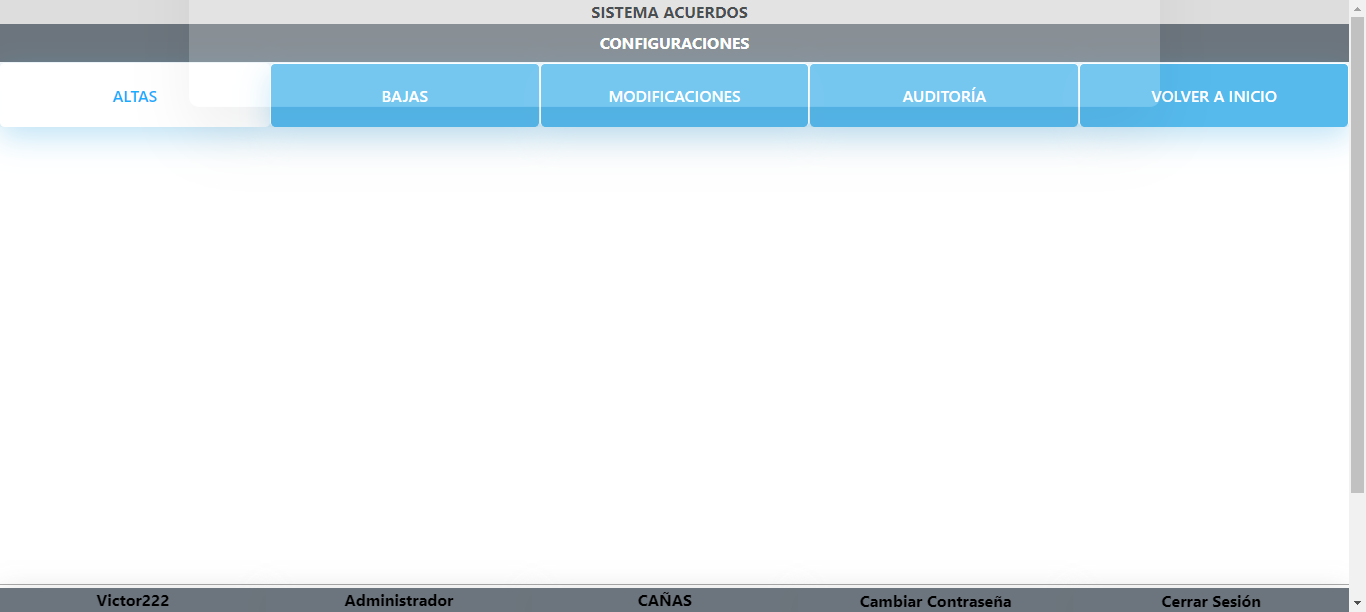 SISTEMA ACUERDOS
CONFIGURACIONES
ALTAS BAJAS MODIFICACIONES AUDITORÍA VOLVER A INICIO
Victor222 Administrador CAÑAS Cambiar Contraseña Cerrar Sesión